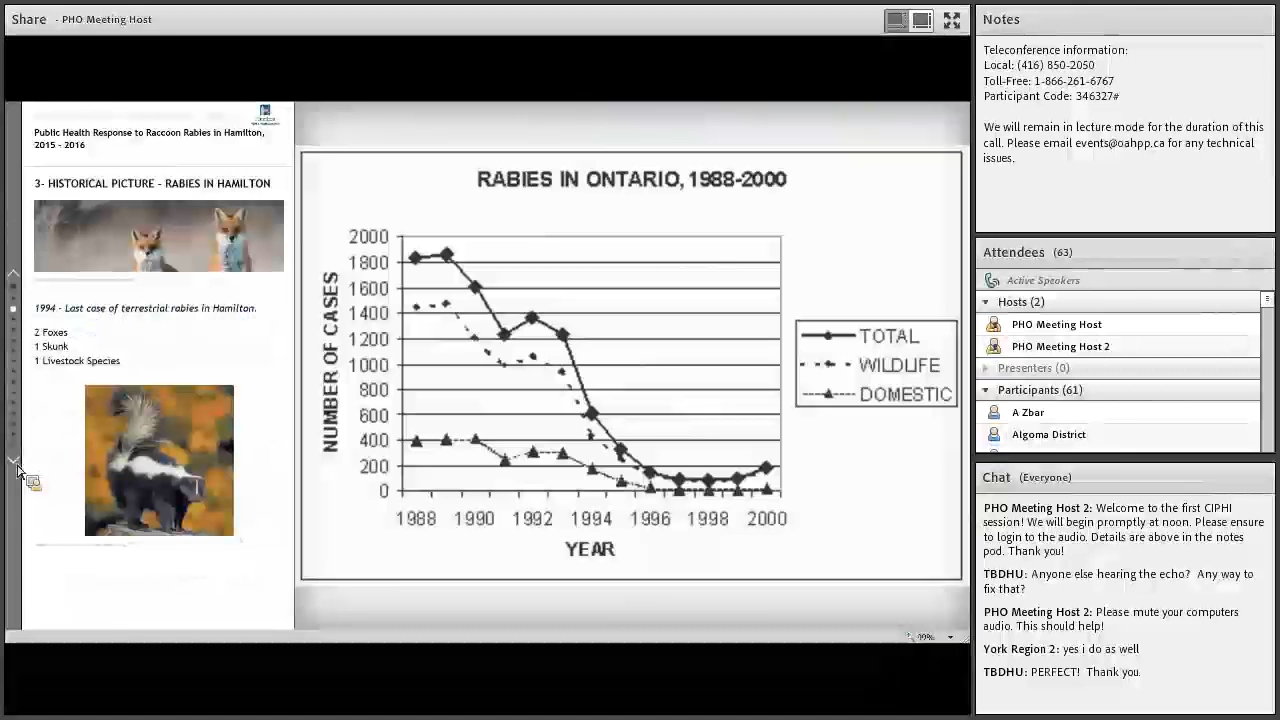 Share - PHO Meeting Host
Public Health Response to Raccoon Rabies in Hamilton,
2015 - 2016
3- HISTORICAL PICTURE - RABIES IN HAMILTON
1994 - Last case of terrestrial rabies in Hamilton.
2 Foxes
1 Skunk
1 Livestock Species
RABIES IN ONTARIO, 1988-2000
NUMBER OF CASES
2000
1800
1600
1400
1200
1000
800
600
400
200
0
1988 1990 1992 1994 1996 1998 2000
YEAR
TOTAL
WILDLIFE
DOMESTIC
99%
Notes
Teleconference information:
Local: (416) 850-2050
Toll-Free: 1-866-261-6767
Participant Code: 346327#
We will remain in lecture mode for the duration of this
call. Please email events@oahpp.ca for any technical
issues.
Attendees (63)
Active Speakers
Hosts (2)
PHO Meeting Host
PHO Meeting Host 2
Presenters (0)
Participants (61)
A Zbar
Algoma District
Chat (Everyone)
PHO Meeting Host 2: Welcome to the first CIPHI
session! We will begin promptly at noon. Please ensure
to login to the audio. Details are above in the notes
pod. Thank you!
TBDHU: Anyone else hearing the echo? Any way to
fix that?
PHO Meeting Host 2: Please mute your computers
audio. This should help!
York Region 2: yes i do as well
TBDHU: PERFECT! Thank you.